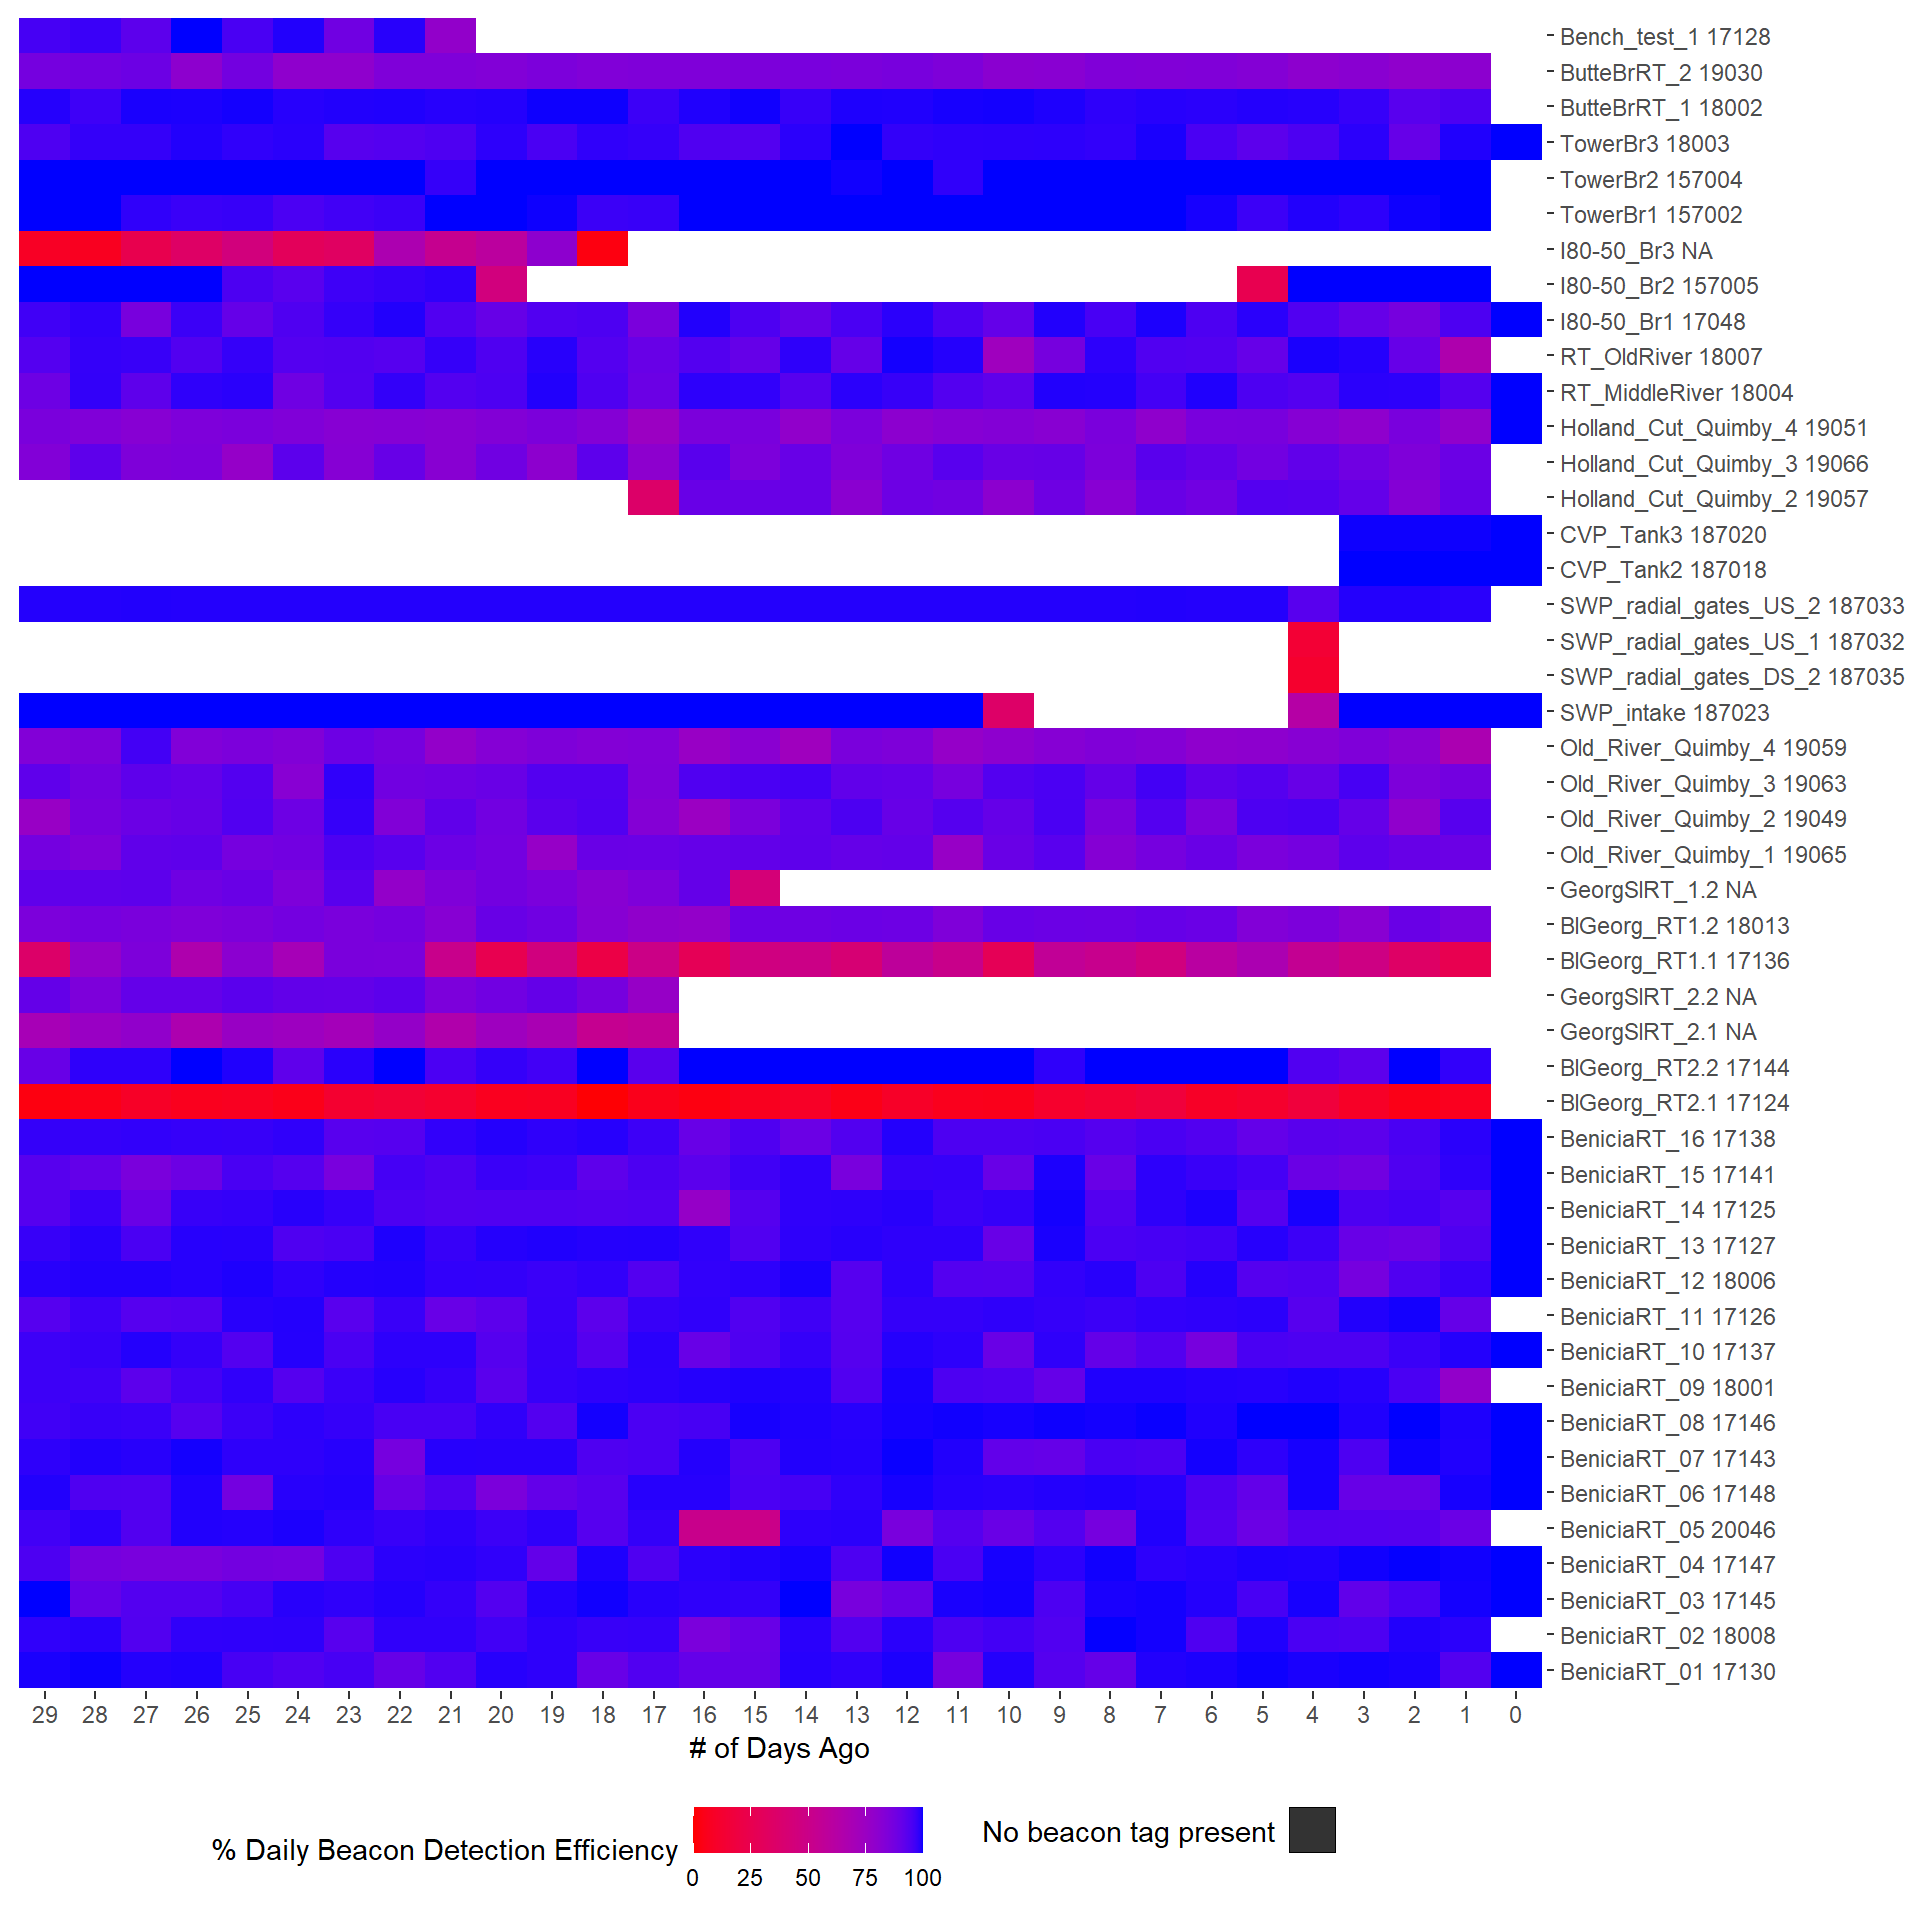 Bench_test_1 17128
ButteBrRT_2 19030
ButteBrRT_1 18002
TowerBr3 18003
TowerBr2 157004
TowerBr1 157002
I80-50_Br3 NA
I80-50_Br2 157005
I80-50_Br1 17048
RT_OldRiver 18007
RT_MiddleRiver 18004
Holland_Cut_Quimby_4 19051
Holland_Cut_Quimby_3 19066
Holland_Cut_Quimby_2 19057
CVP_Tank3 187020
CVP_Tank2 187018
SWP_radial_gates_US_2 187033
SWP_radial_gates_US_1 187032
SWP_radial_gates_DS_2 187035
SWP_intake 187023
Old_River_Quimby_4 19059
Old_River_Quimby_3 19063
Old_River_Quimby_2 19049
Old_River_Quimby_1 19065
GeorgSlRT_1.2 NA
BlGeorg_RT1.2 18013
BlGeorg_RT1.1 17136
GeorgSlRT_2.2 NA
GeorgSlRT_2.1 NA
BlGeorg_RT2.2 17144
BlGeorg_RT2.1 17124
BeniciaRT_16 17138
BeniciaRT_15 17141
BeniciaRT_14 17125
BeniciaRT_13 17127
BeniciaRT_12 18006
BeniciaRT_11 17126
BeniciaRT_10 17137
BeniciaRT_09 18001
BeniciaRT_08 17146
BeniciaRT_07 17143
BeniciaRT_06 17148
BeniciaRT_05 20046
BeniciaRT_04 17147
BeniciaRT_03 17145
BeniciaRT_02 18008
BeniciaRT_01 17130
29 28 27 26 25 24 23 22 21 20 19 18 17 16 15 14 13 12 11 10 9 8 7 6 5 4 3 2 1 0
# of Days Ago
% Daily Beacon Detection Efficiency
0 25 50 75 100
No beacon tag present